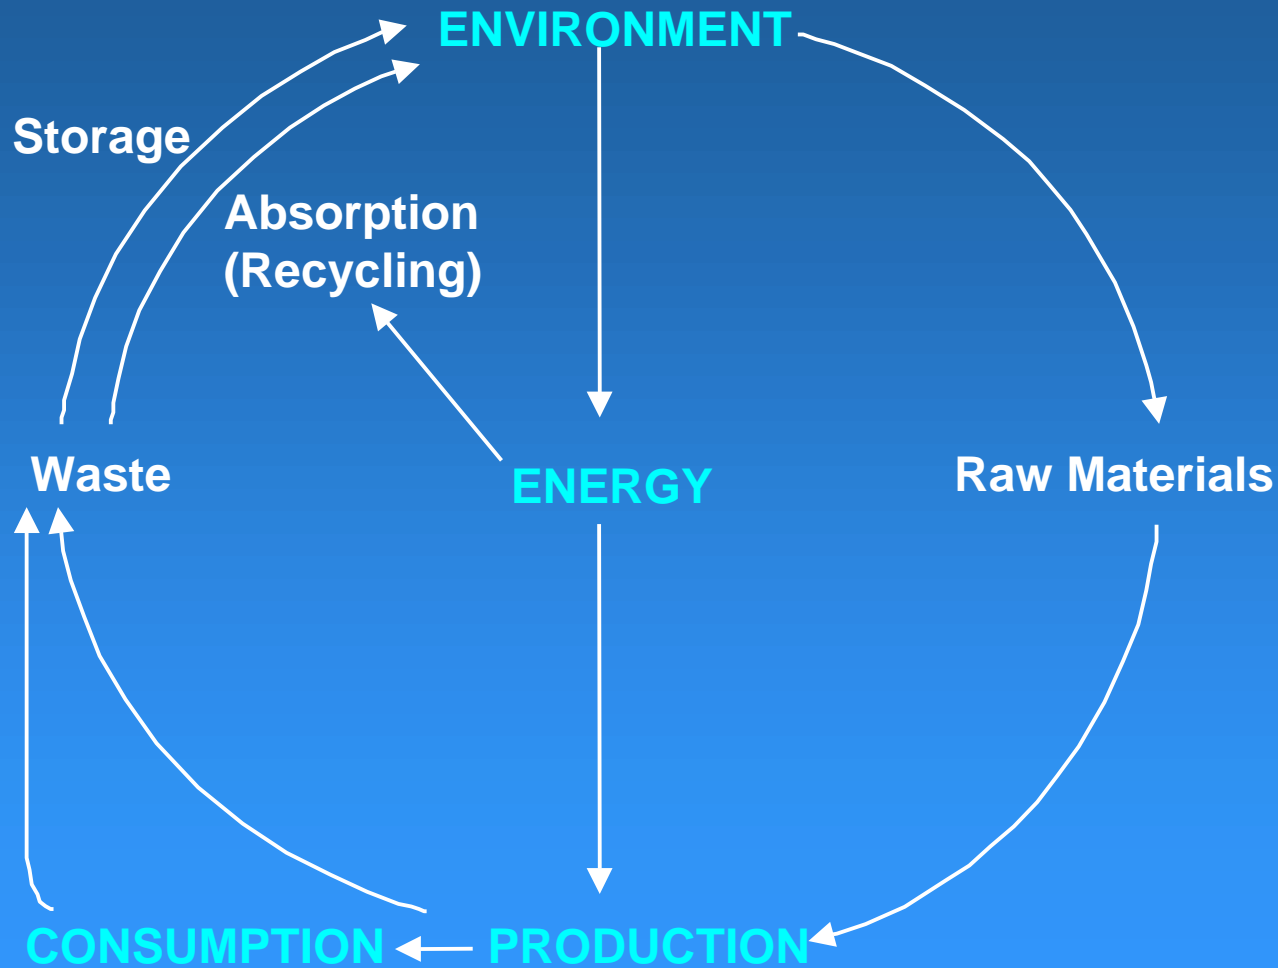 ENVIRONMENT
Storage
Absorption
(Recycling)
Waste
ENERGY
Raw Materials
CONSUMPTION
PRODUCTION